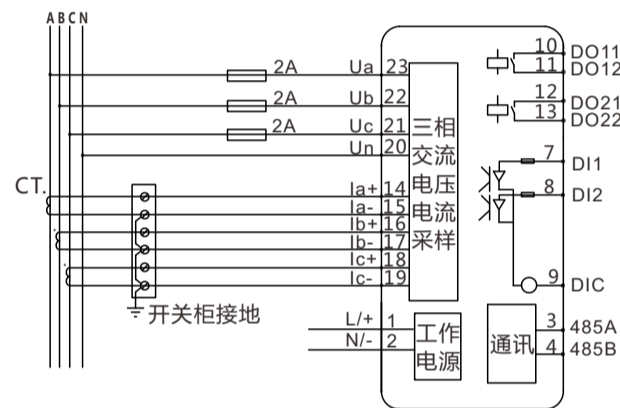 A B C N
2A Ua 23
2A Ub 22
2A Uc 21
Un 20
CT.
Ia+ 14
Ia- 15
Ib+ 16
Ib- 17
Ic+ 18
Ic- 19
三相
交流
电压
电流
采样
开关柜接地
L/+ 1
N/- 2
工作
电源
10 DO11
11 DO12
12 DO21
13 DO22
7 DI1
8 DI2
9 DIC
通讯
3 485A
4 485B